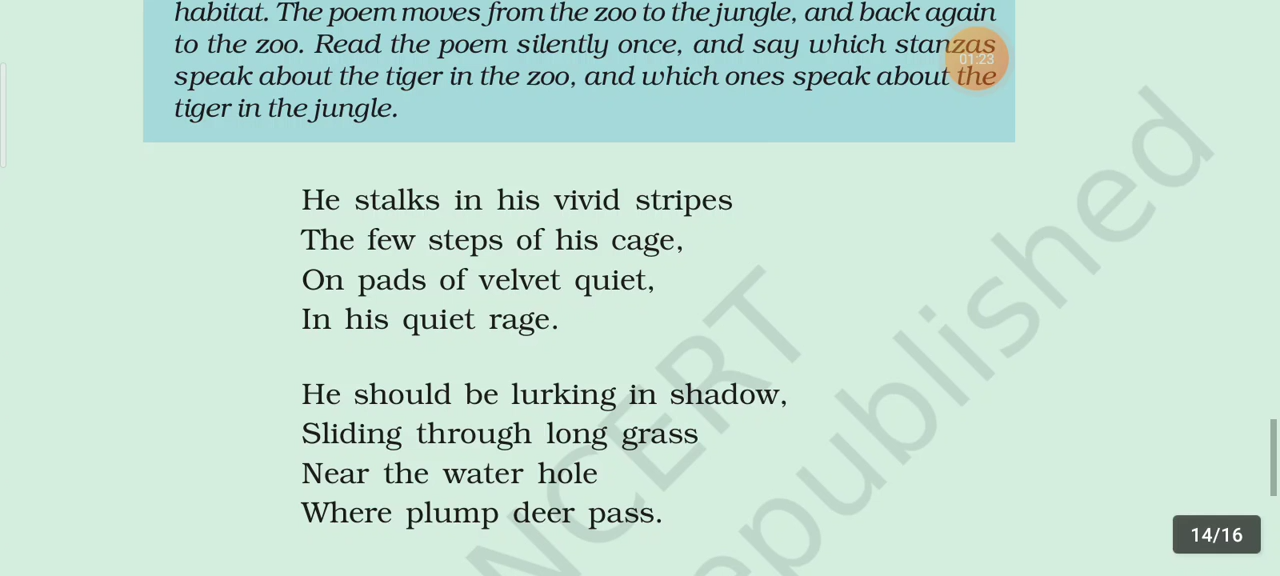 habitat. The poem moves from the zoo to the jungle, and back again
to the zoo. Read the poem silently once, and say which stanzas
speak about the tiger in the zoo, and which ones speak about the
tiger in the jungle.
01:23
He stalks in his vivid stripes
The few steps of his cage,
On pads of velvet quiet,
In his quiet rage.
He should be lurking in shadow,
Sliding through long grass
Near the water hole
Where plump deer pass.
NCERT
epublished
14/16